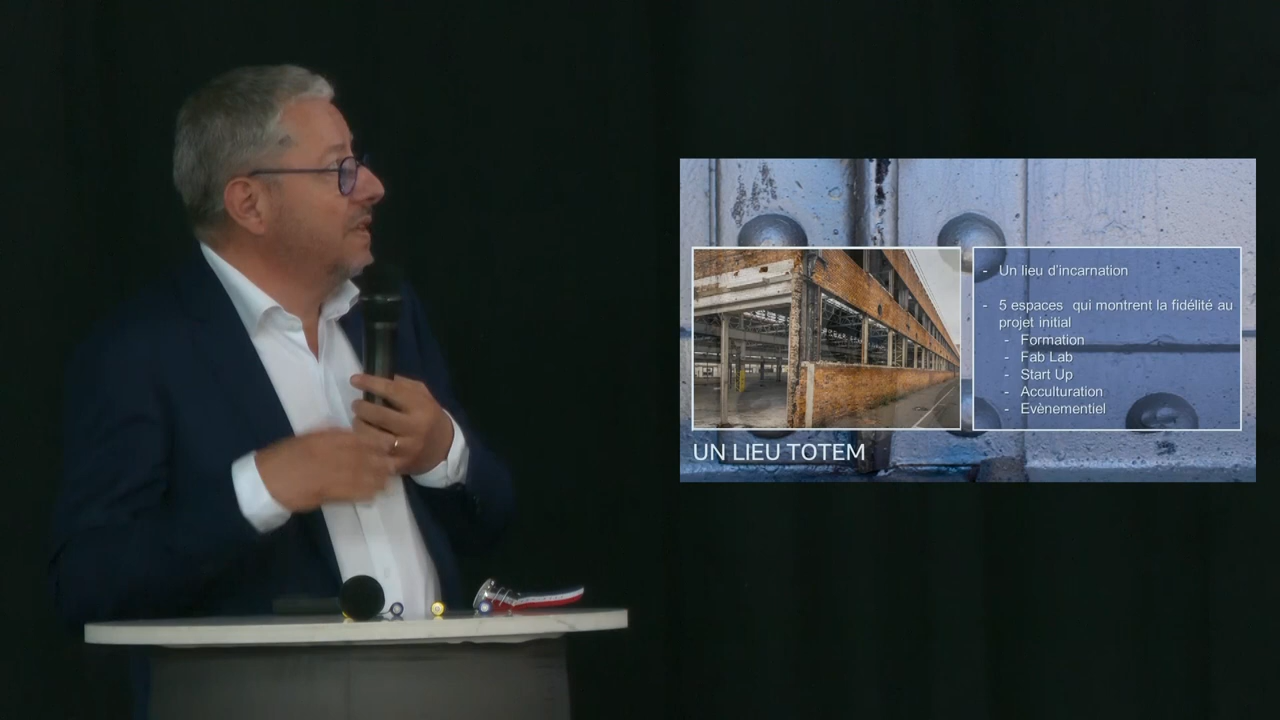 - Un lieu d'incarnation
- 5 espaces qui montrent la fidélité au
projet initial
- Formation
- Fab Lab
- Start Up
- Acculturation
- Evènementiel
UN LIEU TOTEM